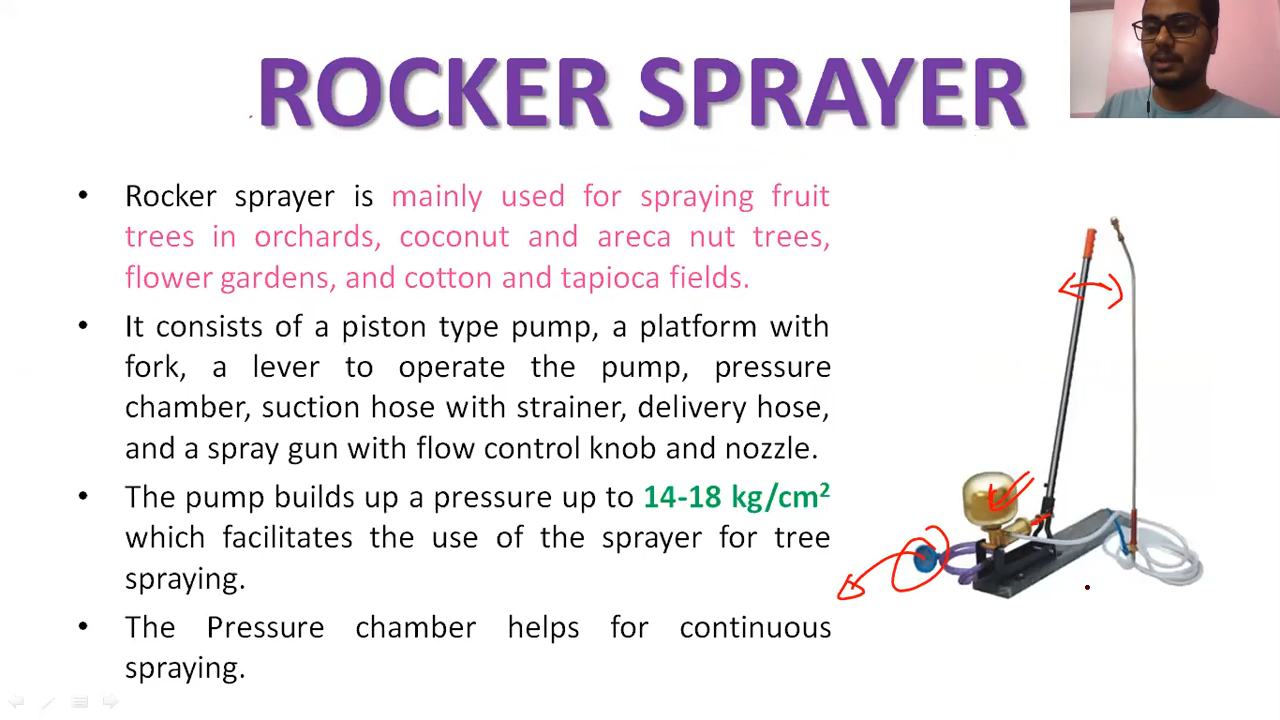 ROCKER SPRAYER
• Rocker sprayer is mainly used for spraying fruit
trees in orchards, coconut and areca nut trees,
flower gardens, and cotton and tapioca fields.
• It consists of a piston type pump, a platform with
fork, a lever to operate the pump, pressure
chamber, suction hose with strainer, delivery hose,
and a spray gun with flow control knob and nozzle.
• The pump builds up a pressure up to 14-18 kg/cm²
which facilitates the use of the sprayer for tree
spraying.
• The Pressure chamber helps for continuous
spraying.